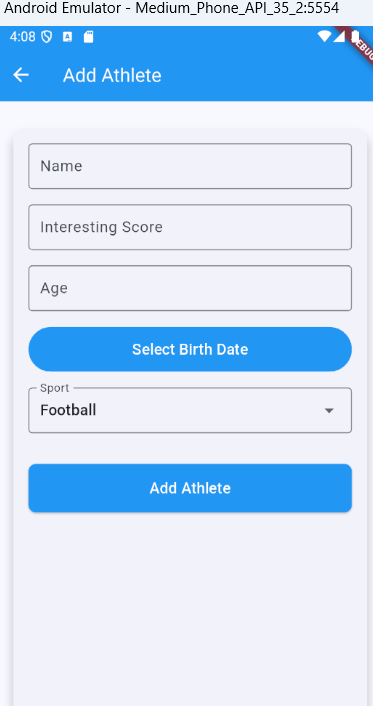 Android Emulator - Medium_Phone_API_35_2:5554
4:08
Add Athlete
Name
Interesting Score
Age
Select Birth Date
Sport
Football
Add Athlete